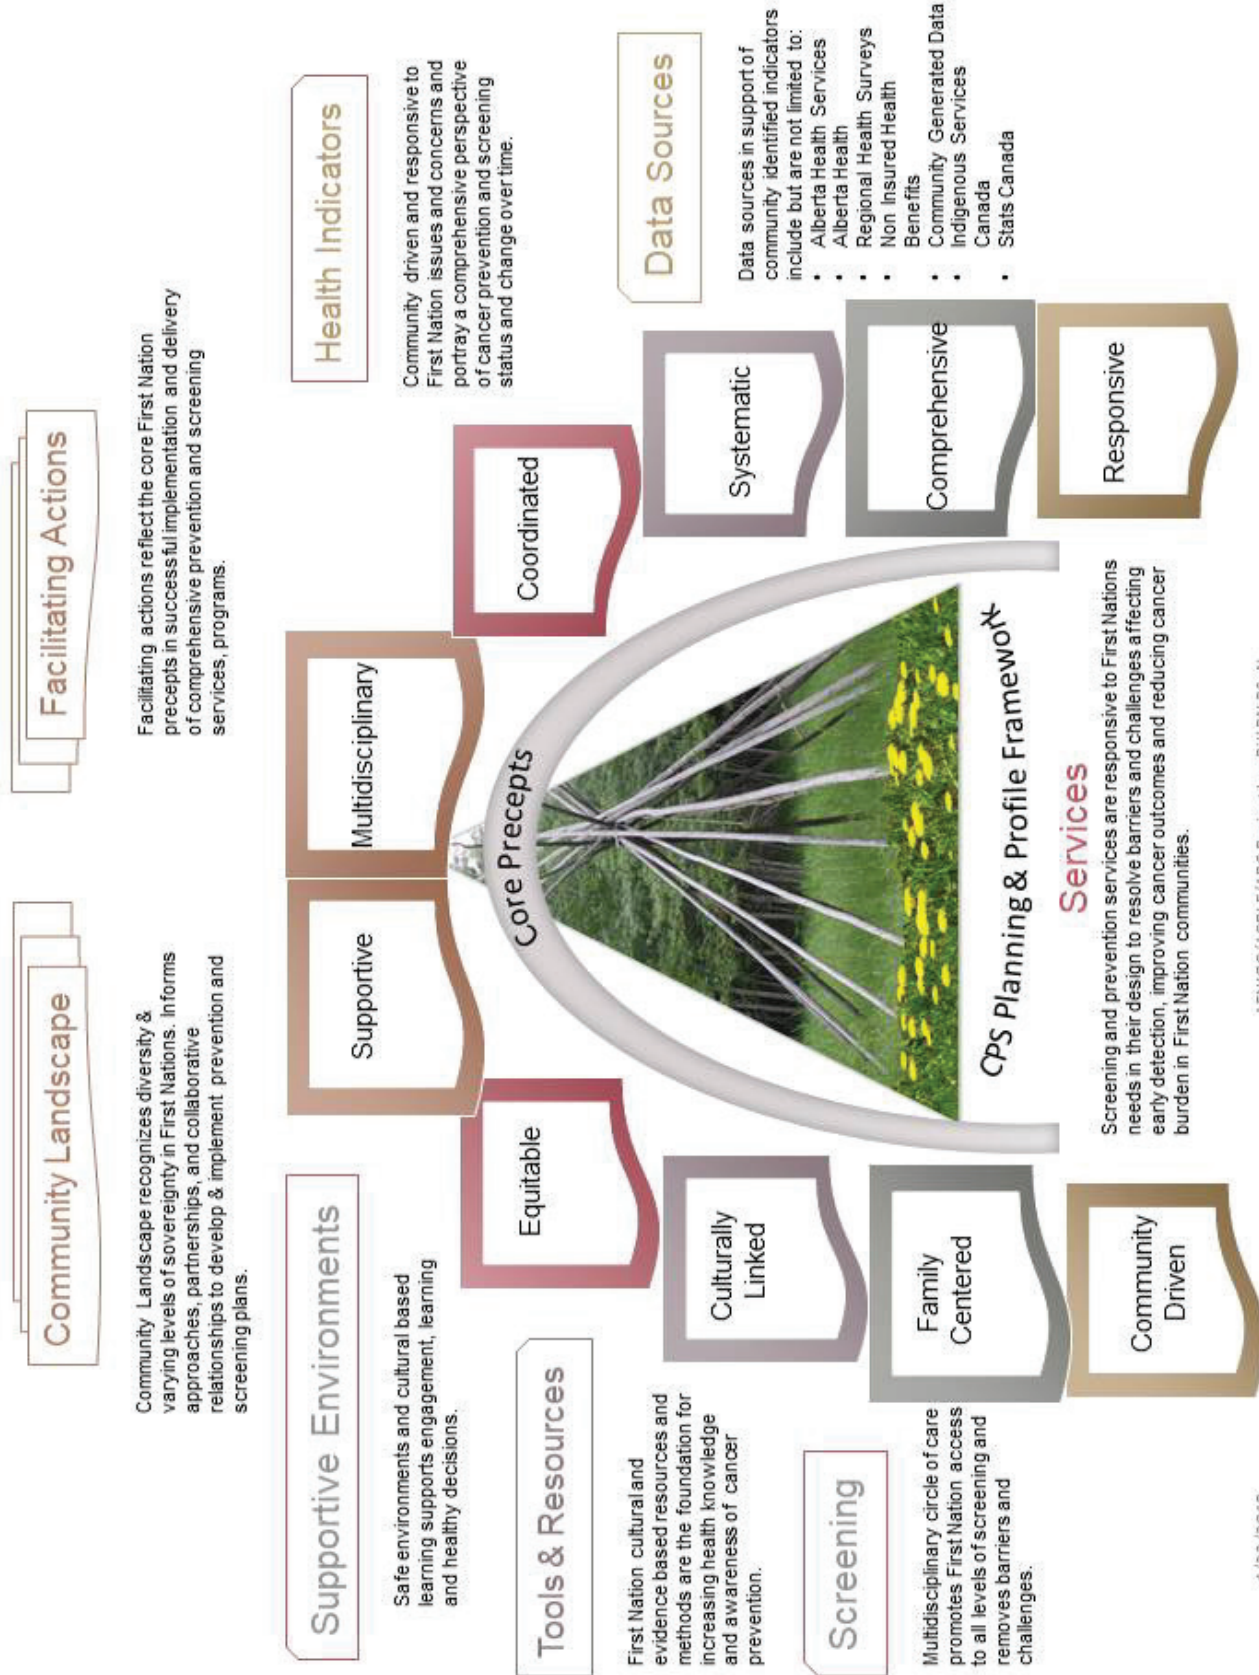 Community Landscape
Community Landscape recognizes diversity &
varying levels of sovereignty in First Nations. Informs
approaches, partnerships, and collaborative
relationships to develop & implement prevention and
screening plans.
Facilitating Actions
Facilitating actions reflect the core First Nation
precepts in successful implementation and delivery
of comprehensive prevention and screening
services, programs.
Supportive Environments
Safe environments and cultural based
learning supports engagement, learning
and healthy decisions.
Health Indicators
Community driven and responsive to
First Nation issues and concerns and
portray a comprehensive perspective
of cancer prevention and screening
status and change over time.
Tools & Resources
First Nation cultural and
evidence based resources and
methods are the foundation for
increasing health knowledge
and awareness of cancer
prevention.
Data Sources
Data sources in support of
community identified indicators
include but are not limited to:
• Alberta Health Services
• Alberta Health
• Regional Health Surveys
• Non Insured Health
Benefits
• Community Generated Data
• Indigenous Services
Canada
• Stats Canada
Screening
Multidisciplinary circle of care
promotes First Nation access
to all levels of screening and
removes barriers and
challenges.
Community
Driven
Family
Centered
Culturally
Linked
Equitable
Supportive
Multidisciplinary
Coordinated
Systematic
Comprehensive
Responsive
Core Precepts
CPS Planning & Profile Framework
Services
Screening and prevention services are responsive to First Nations
needs in their design to resolve barriers and challenges affecting
early detection, improving cancer outcomes and reducing cancer
burden in First Nation communities.